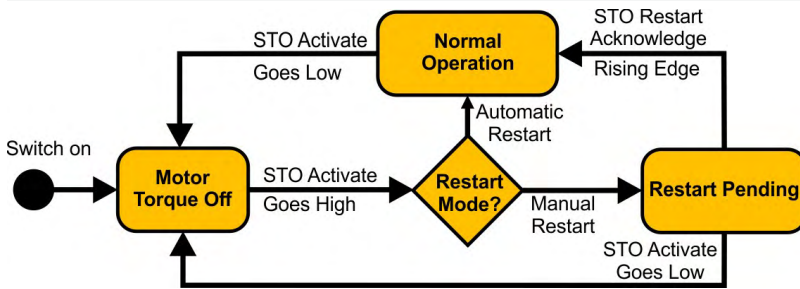 STO Activate
Goes Low
Normal
Operation
STO Restart
Acknowledge
Rising Edge
Automatic
Restart
Switch on
Motor
Torque Off
STO Activate
Goes High
Restart
Mode?
Manual
Restart
Restart Pending
STO Activate
Goes Low